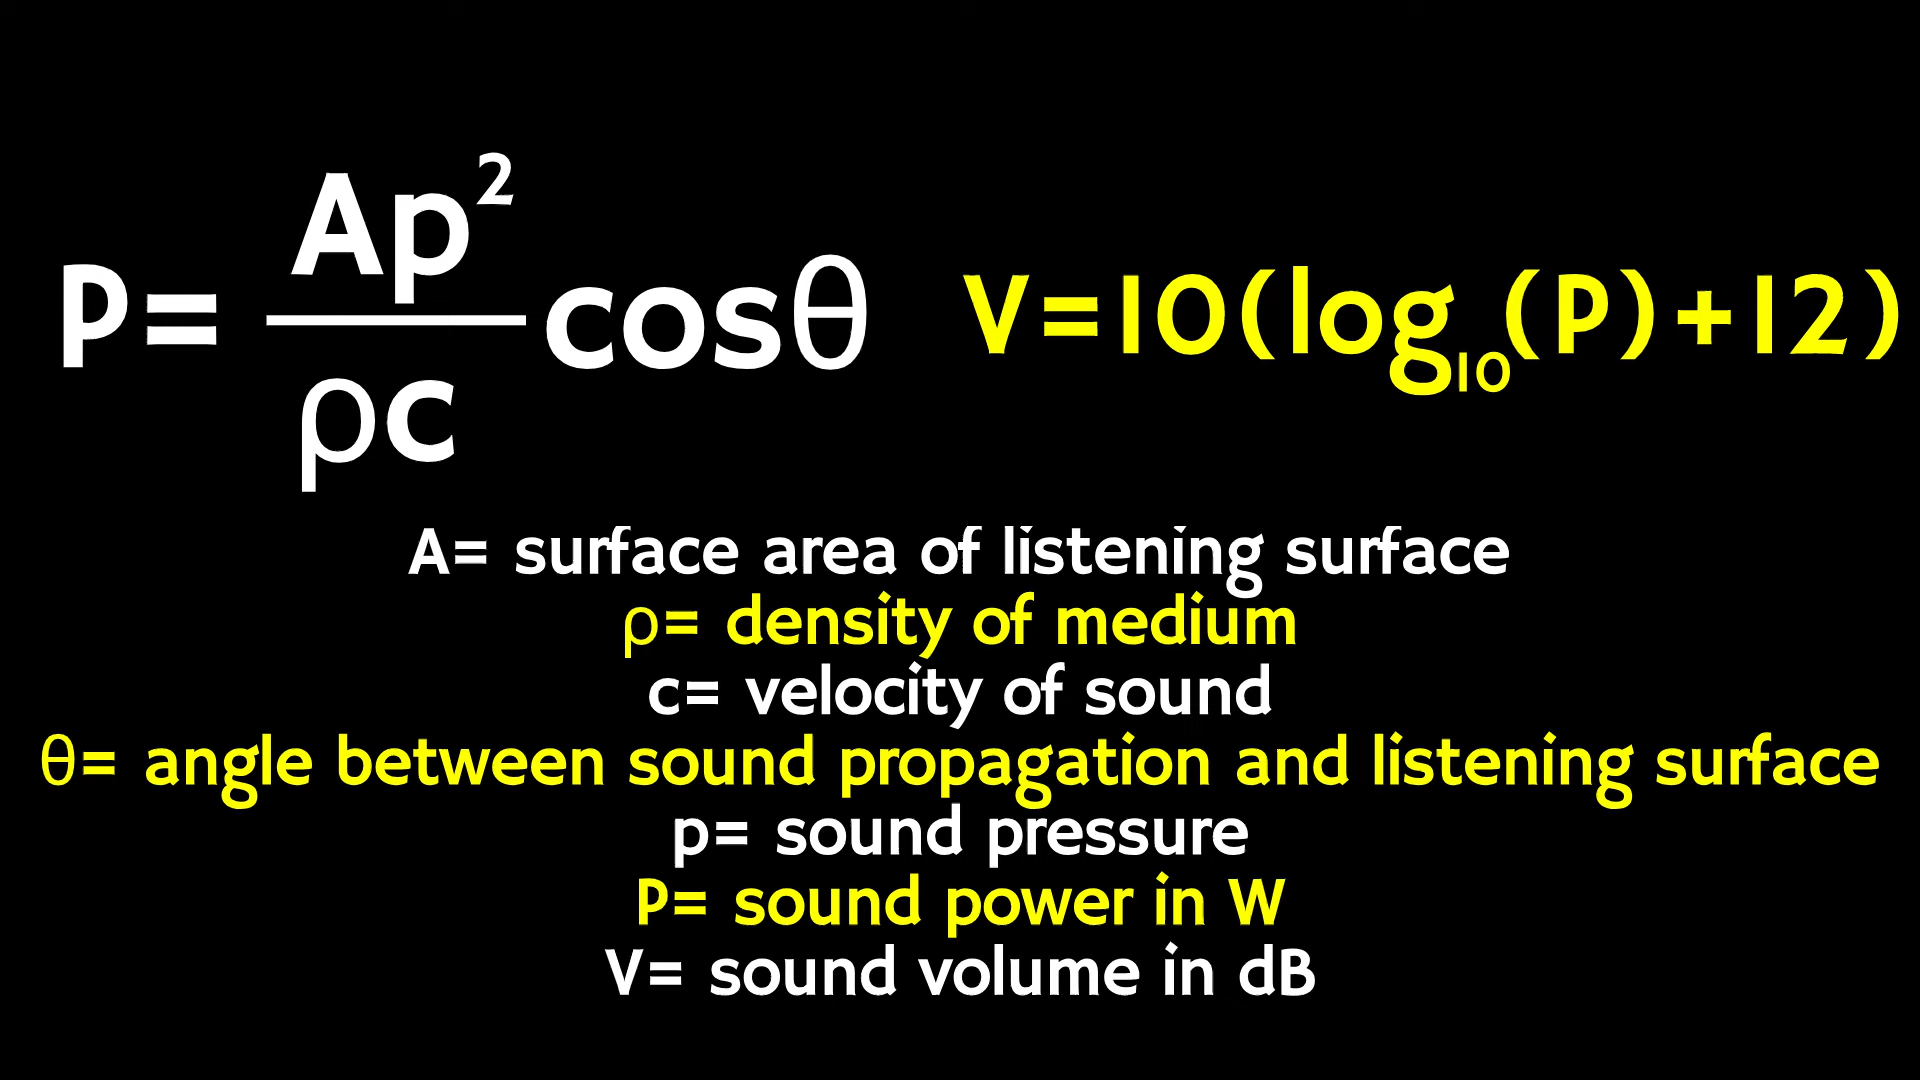 P= Ap²/ρc cosθ V=10(log₁₀(P)+12)
A= surface area of listening surface
ρ= density of medium
c= velocity of sound
θ= angle between sound propagation and listening surface
p= sound pressure
P= sound power in W
V= sound volume in dB